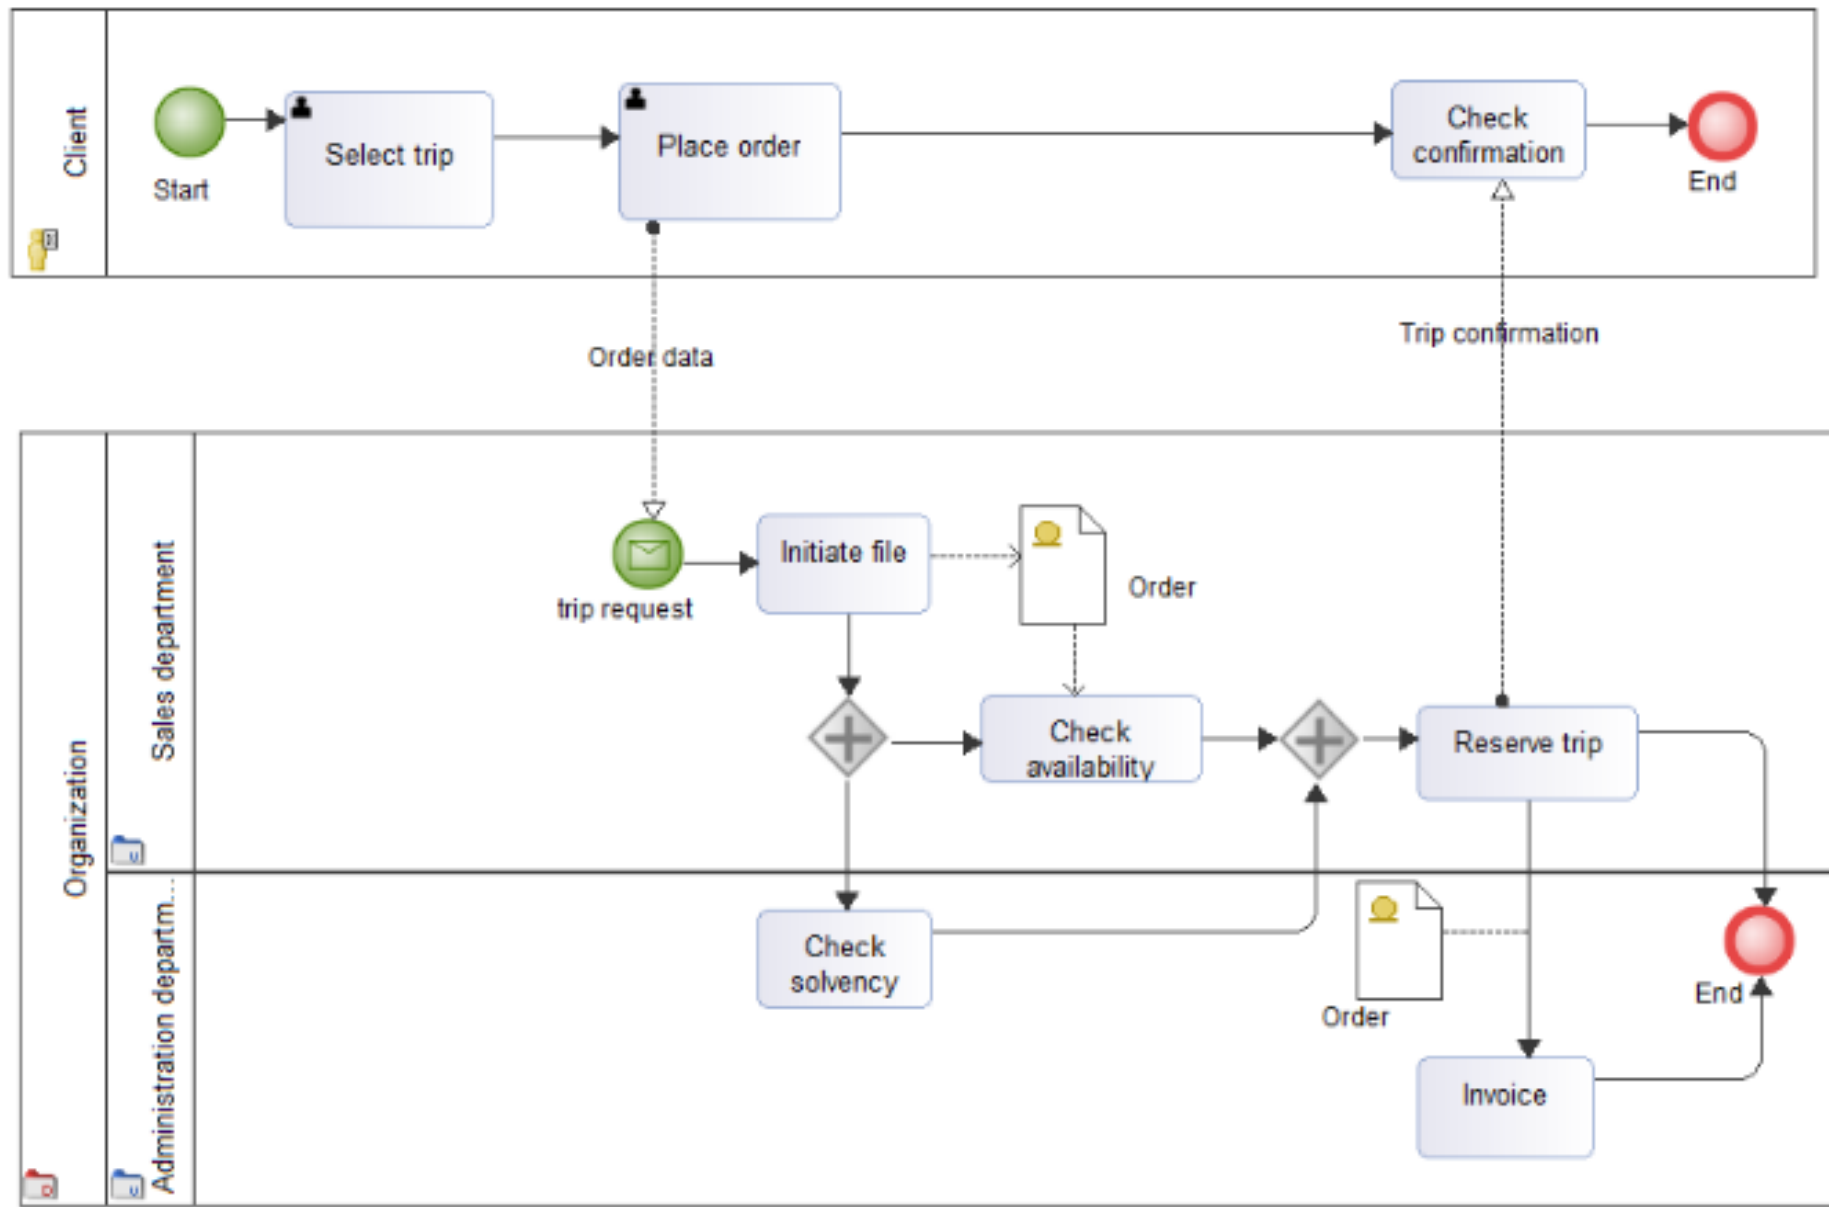 Client
Start
Select trip
Place order
Check
confirmation
End
Order data
Trip confirmation
Organization
Sales department
trip request
Initiate file
Order
Check
availability
Reserve trip
Administration departm...
Check
solvency
Order
End
Invoice